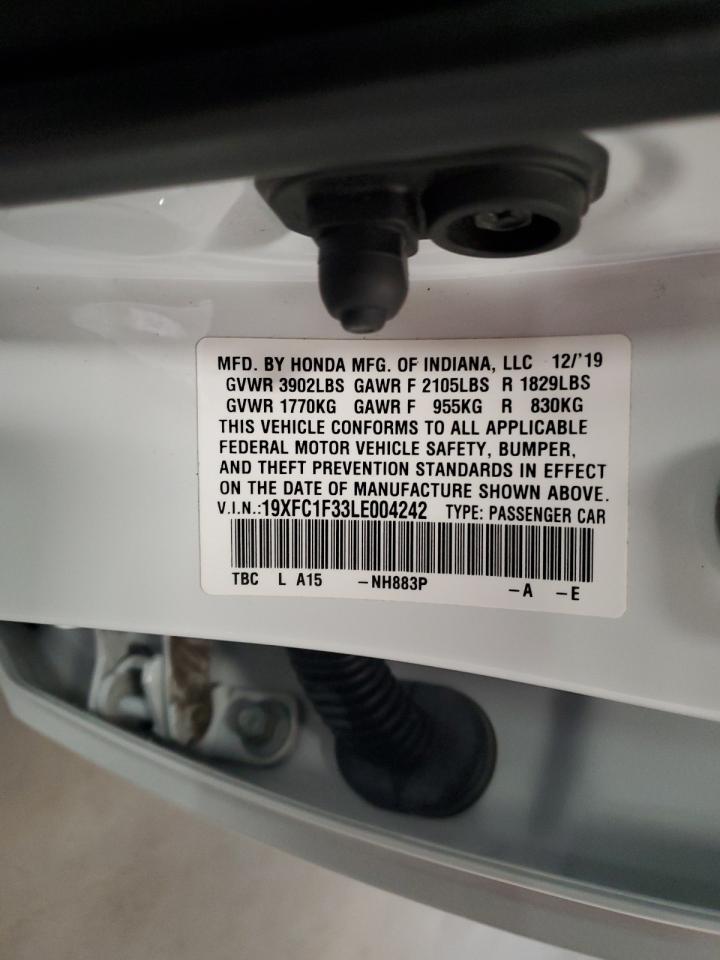 MFD. BY HONDA MFG. OF INDIANA, LLC 12/'19
GVWR 3902LBS GAWR F 2105LBS R 1829LBS
GVWR 1770KG GAWR F 955KG R 830KG
THIS VEHICLE CONFORMS TO ALL APPLICABLE
FEDERAL MOTOR VEHICLE SAFETY, BUMPER,
AND THEFT PREVENTION STANDARDS IN EFFECT
ON THE DATE OF MANUFACTURE SHOWN ABOVE.
V.I.N.:19XFC1F33LE004242 TYPE: PASSENGER CAR
TBC L A15 -NH883P -A -E